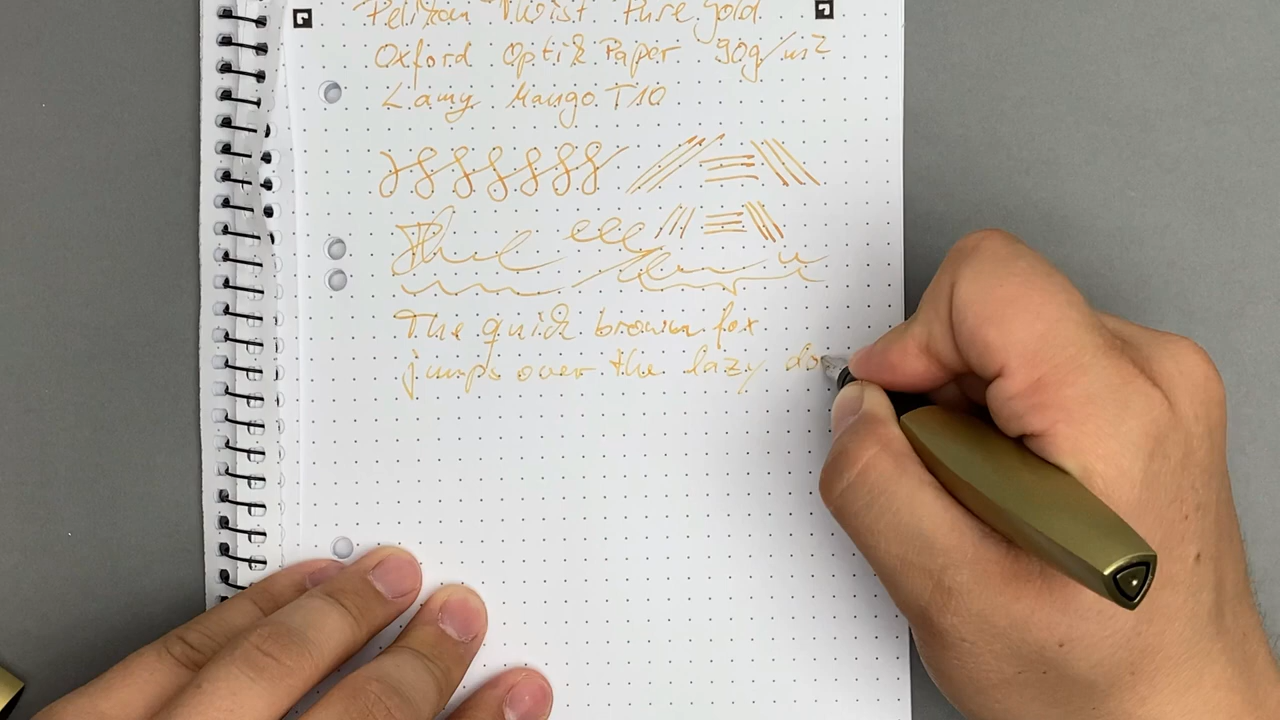 Pelikan Twist Pure Gold
Oxford Optik Paper 90g/m²
Lamy Mango T10
The quick brown fox
jumps over the lazy do